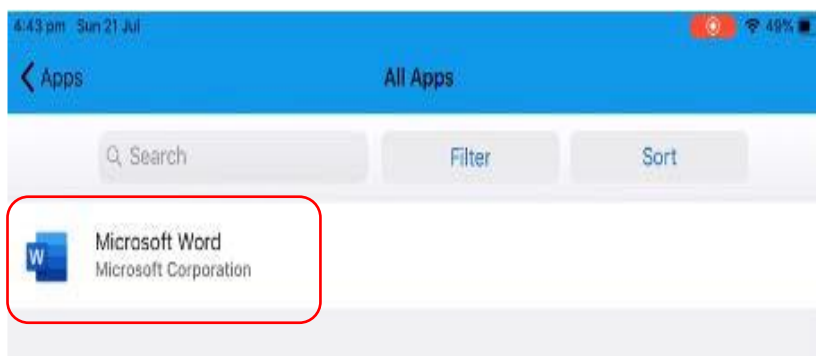 4:43 pm Sun 21 Jul 49%
Apps All Apps
Search Filter Sort
W Microsoft Word
Microsoft Corporation